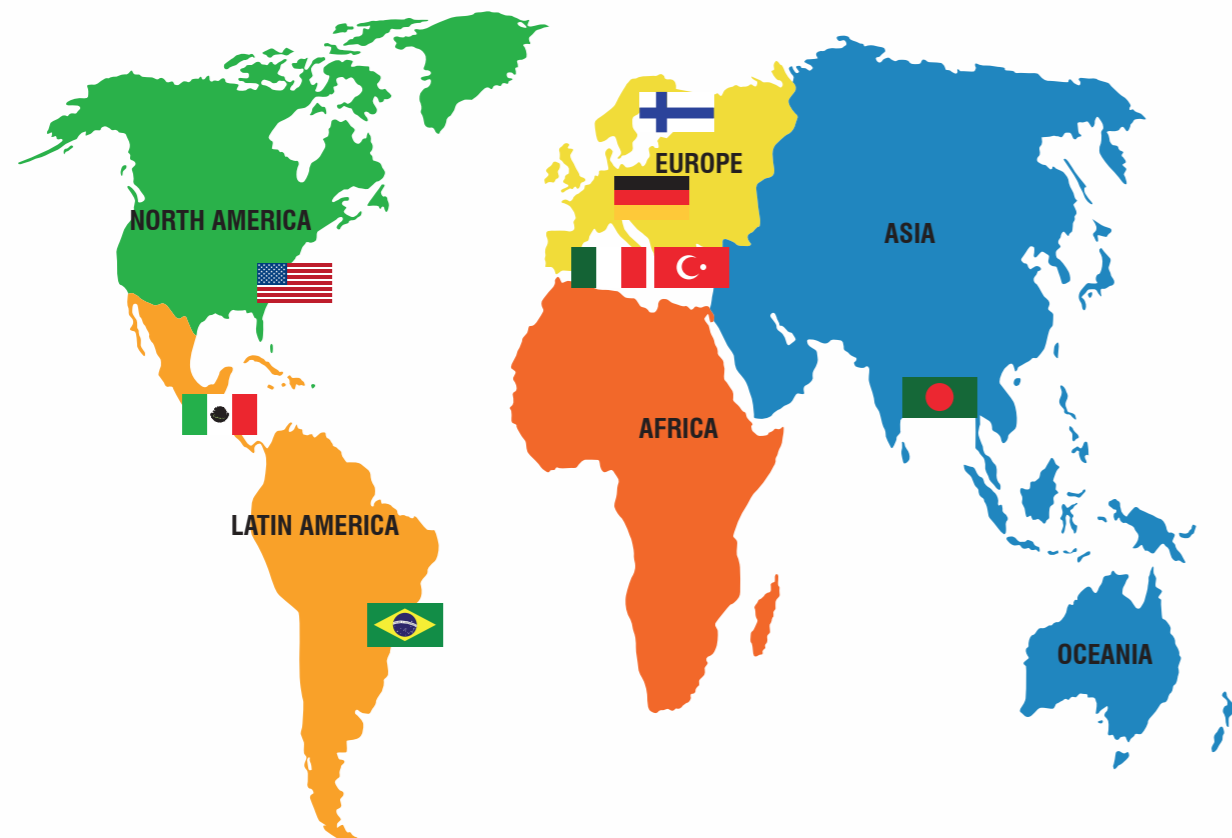 EUROPE
NORTH AMERICA
ASIA
AFRICA
LATIN AMERICA
OCEANIA